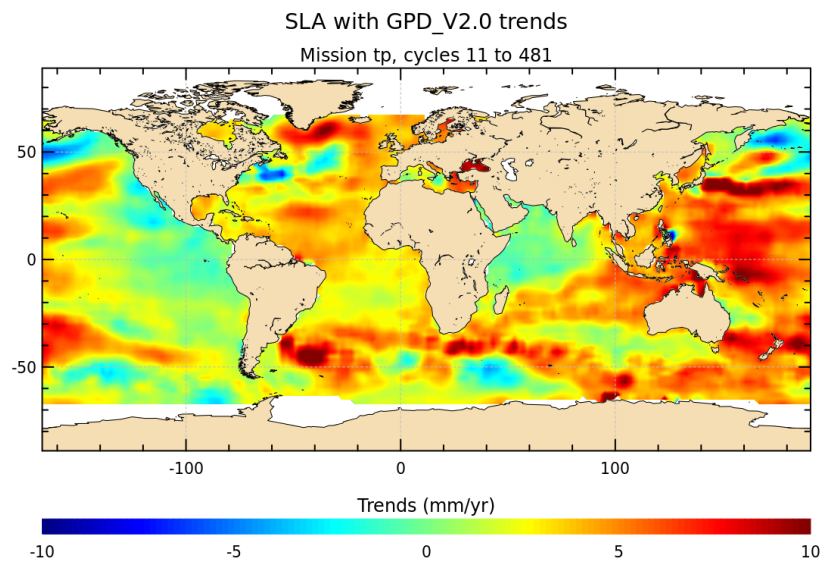 SLA with GPD_V2.0 trends
Mission tp, cycles 11 to 481
50
0
-50
-100 0 100
Trends (mm/yr)
-10 -5 0 5 10